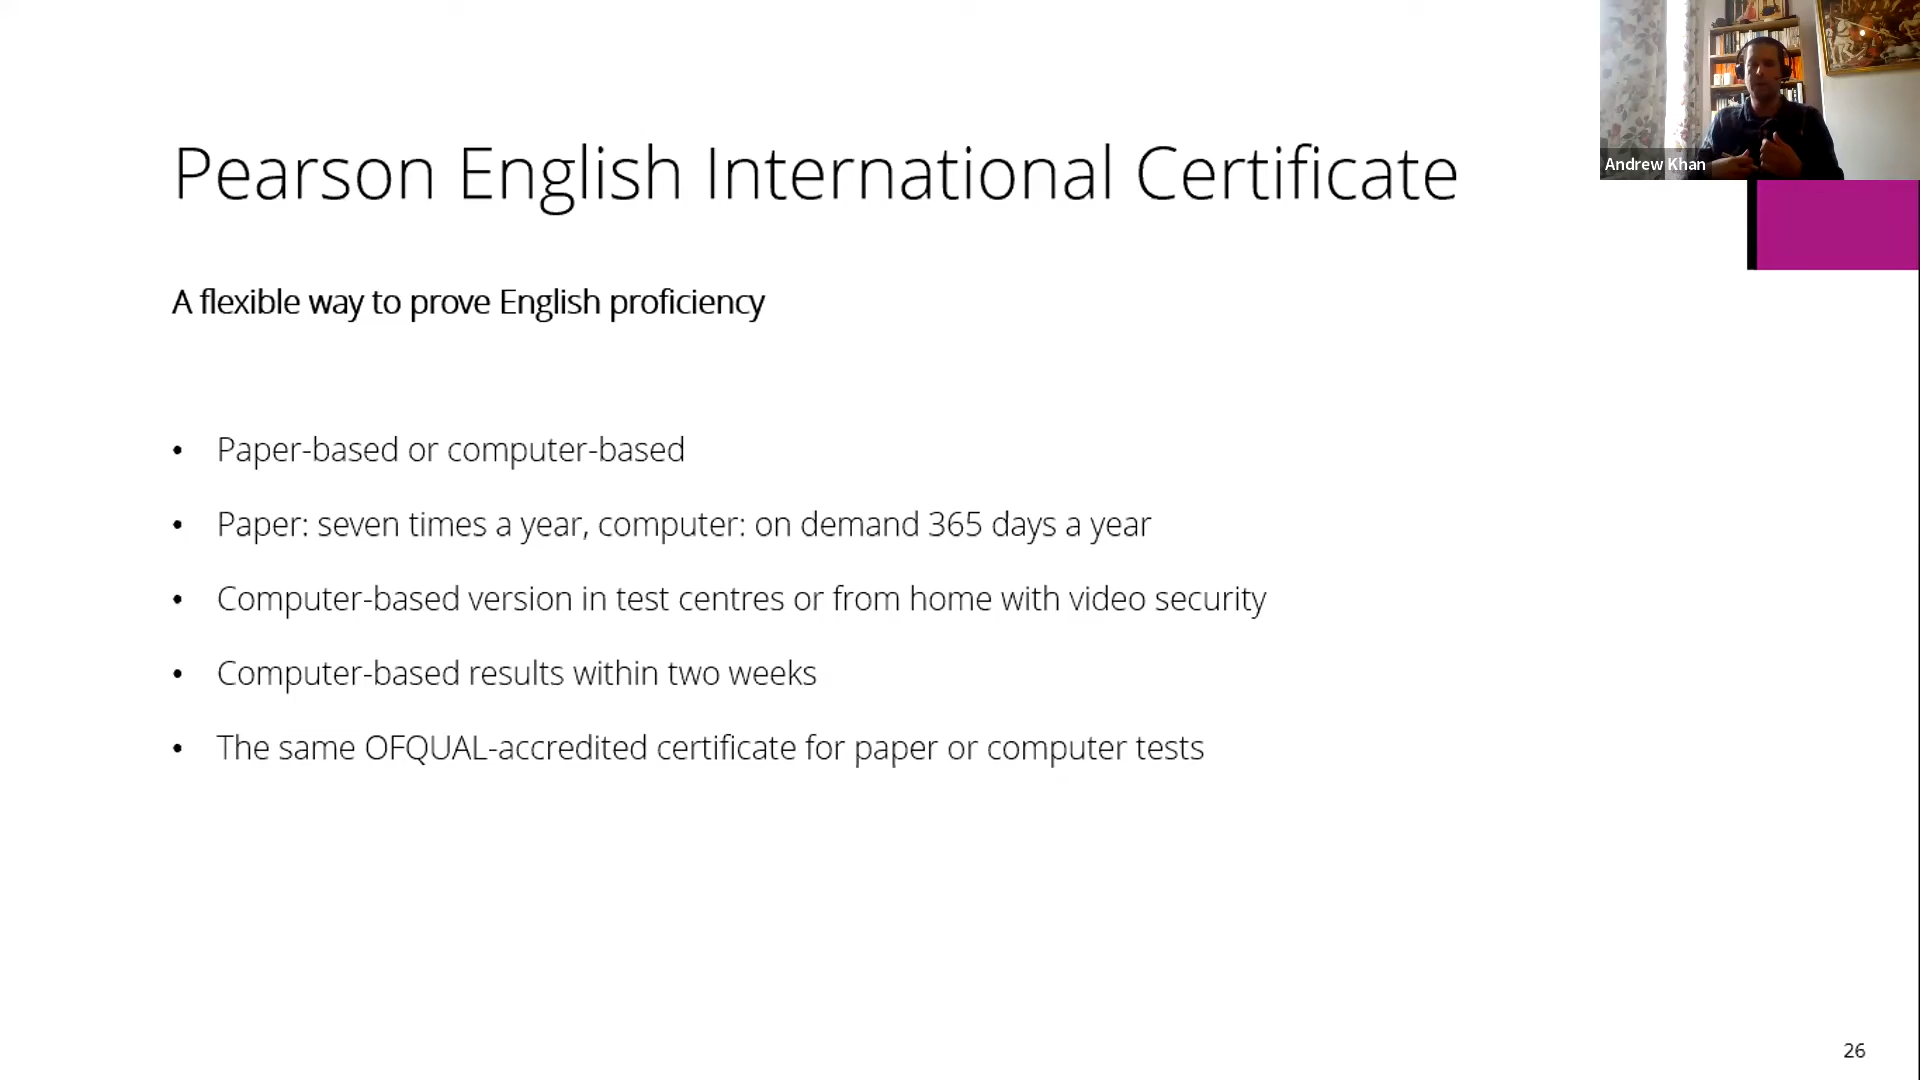 Pearson English International Certificate
Andrew Khan
A flexible way to prove English proficiency
• Paper-based or computer-based
• Paper: seven times a year, computer: on demand 365 days a year
• Computer-based version in test centres or from home with video security
• Computer-based results within two weeks
• The same OFQUAL-accredited certificate for paper or computer tests
26